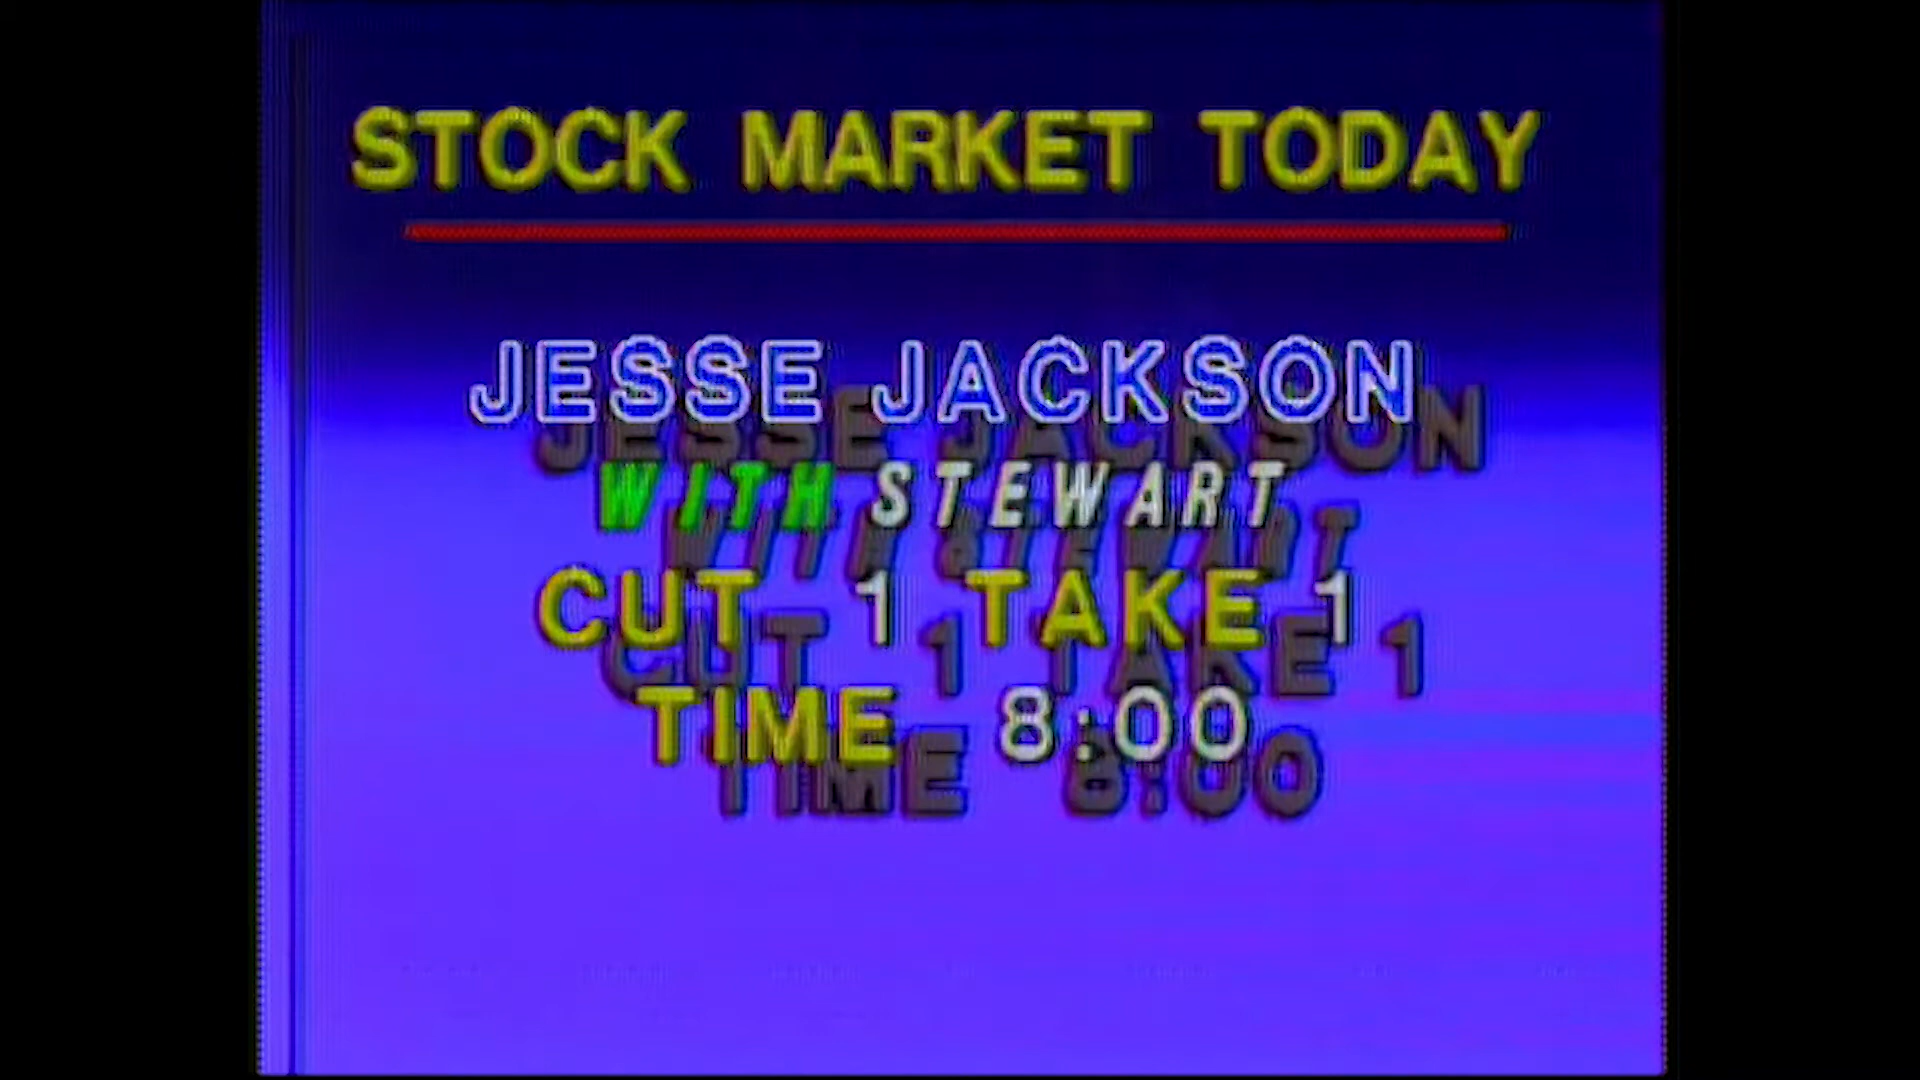 STOCK MARKET TODAY
JESSE JACKSON
WITH STEWART
CUT 1 TAKE 1
TIME 8:00